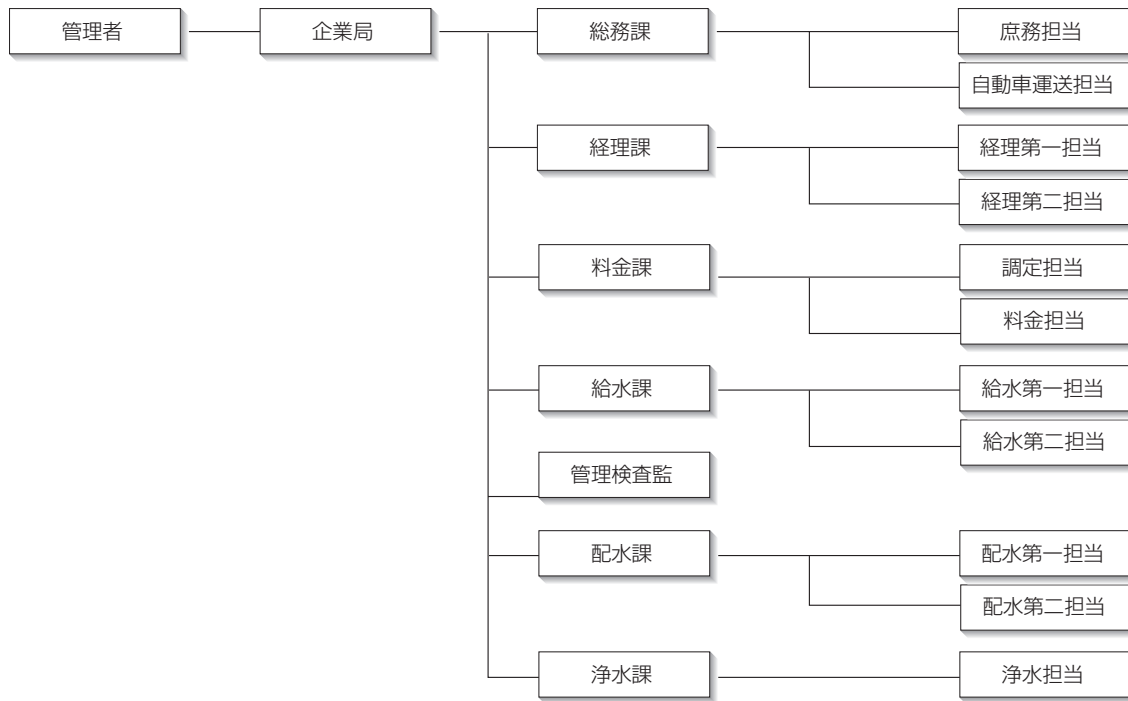 管理者
企業局
総務課
庶務担当
自動車運送担当
経理課
経理第一担当
経理第二担当
料金課
調定担当
料金担当
給水課
給水第一担当
給水第二担当
管理検査監
配水課
配水第一担当
配水第二担当
浄水課
浄水担当